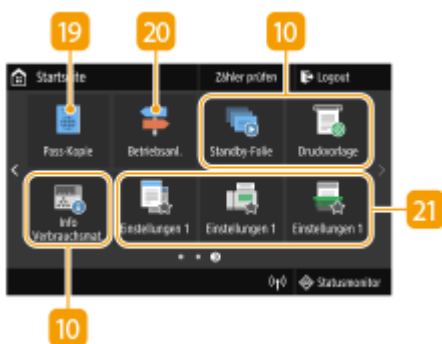 19
20
10
Startseite
Zähler prüfen
Logout
Pass-Kopie
Betriebsanl.
Standby-Folie
Druckvorlage
21
Info
Verbrauchsmat.
Einstellungen 1
Einstellungen 1
Einstellungen 1
Statusmonitor
10